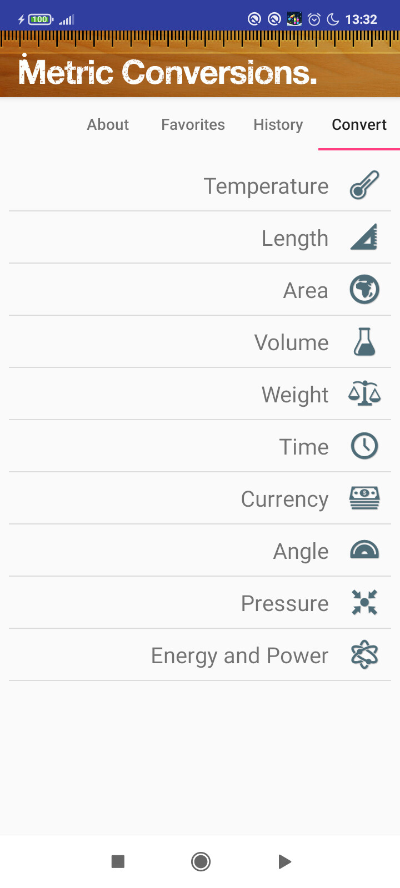 100 13:32
Metric Conversions.
About Favorites History Convert
Temperature
Length
Area
Volume
Weight
Time
Currency
Angle
Pressure
Energy and Power